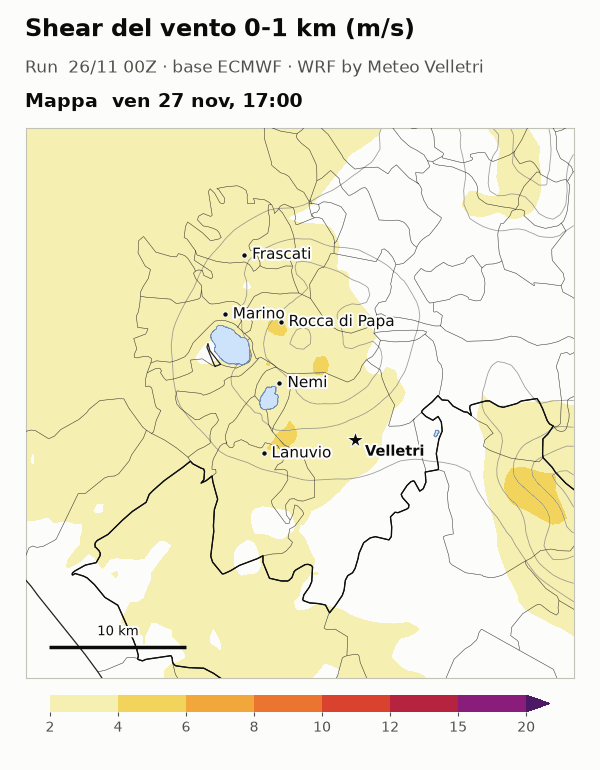 Shear del vento 0-1 km (m/s)
Run 26/11 00Z · base ECMWF · WRF by Meteo Velletri
Mappa ven 27 nov, 17:00
Frascati
Marino
Rocca di Papa
Nemi
Velletri
Lanuvio
10 km
2 4 6 8 10 12 15 20